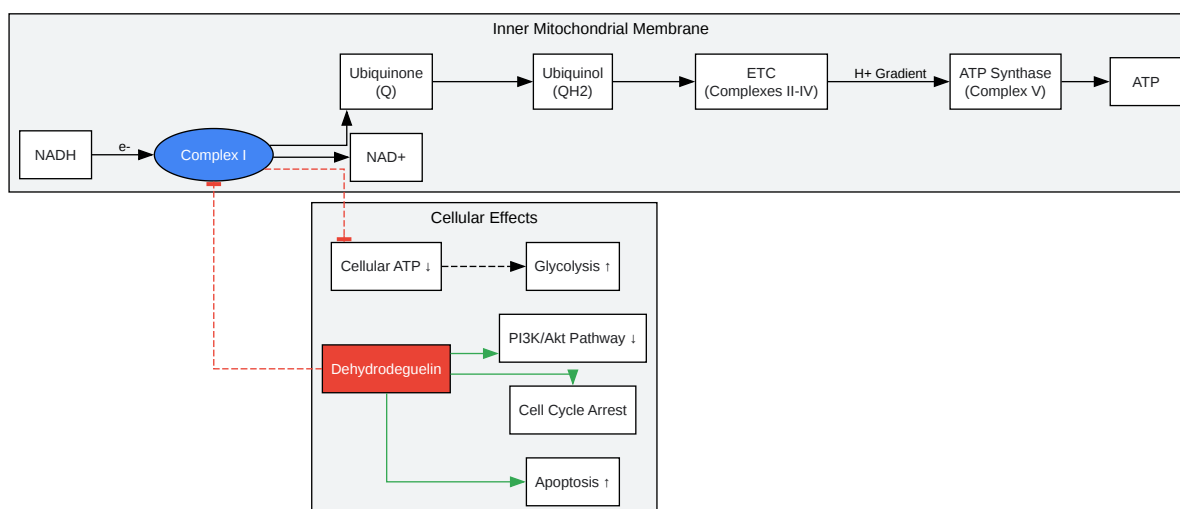 Inner Mitochondrial Membrane
Ubiquinone
(Q)
Ubiquinol
(QH2)
ETC
(Complexes II-IV)
H+ Gradient
ATP Synthase
(Complex V)
ATP
NADH
e-
Complex I
NAD+
Cellular Effects
Cellular ATP ↓
Glycolysis ↑
PI3K/Akt Pathway ↓
Dehydrodeguelin
Cell Cycle Arrest
Apoptosis ↑